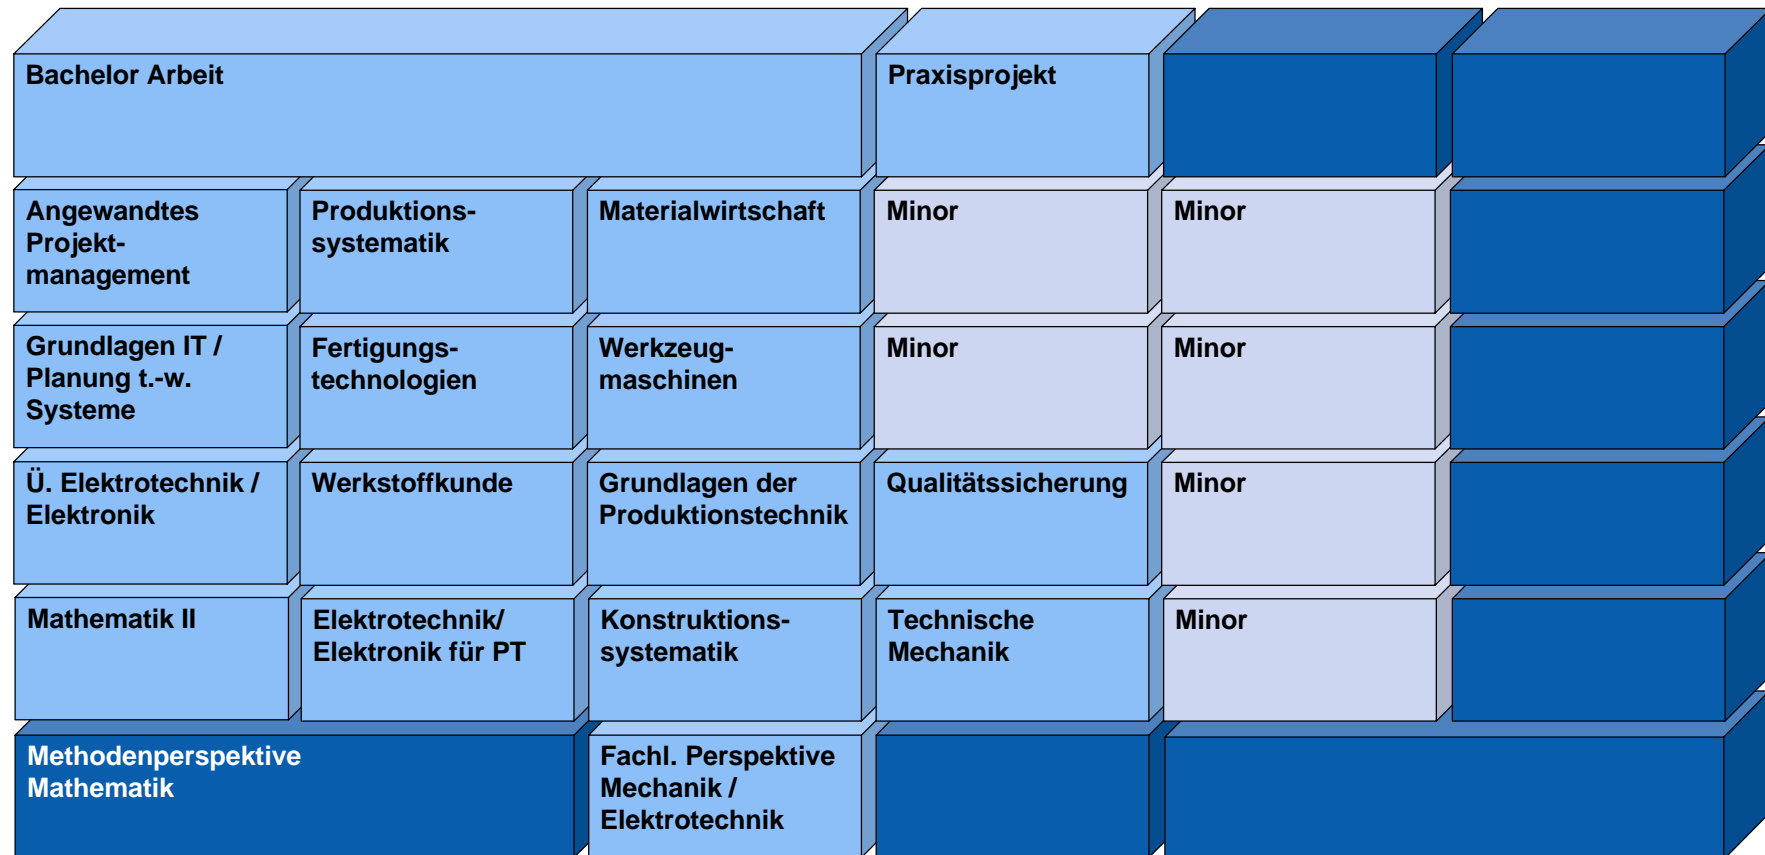 Bachelor Arbeit
Praxisprojekt
Angewandtes
Projekt-
management
Produktions-
systematik
Materialwirtschaft
Minor
Minor
Grundlagen IT /
Planung t.-w.
Systeme
Fertigungs-
technologien
Werkzeug-
maschinen
Minor
Minor
Ü. Elektrotechnik /
Elektronik
Werkstoffkunde
Grundlagen der
Produktionstechnik
Qualitätssicherung
Minor
Mathematik II
Elektrotechnik/
Elektronik für PT
Konstruktions-
systematik
Technische
Mechanik
Minor
Methodenperspektive
Mathematik
Fachl. Perspektive
Mechanik /
Elektrotechnik